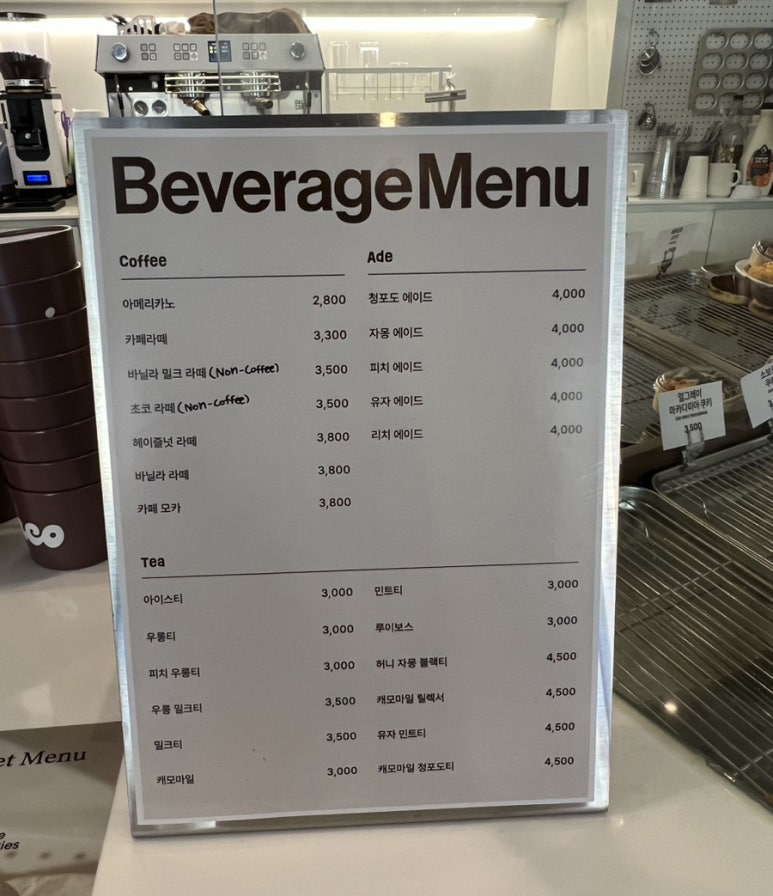 BeverageMenu
Coffee
아메리카노 2,800
카페라떼 3,300
바닐라 밀크 라떼 (Non-Coffee) 3,500
초코 라떼 (Non-Coffee) 3,500
헤이즐넛 라떼 3,800
바닐라 라떼 3,800
카페 모카 3,800
Ade
청포도 에이드 4,000
자몽 에이드 4,000
피치 에이드 4,000
유자 에이드 4,000
리치 에이드 4,000
Tea
아이스티 3,000
우롱티 3,000
피치 우롱티 3,000
우롱 밀크티 3,500
밀크티 3,500
캐모마일 3,000
민트티 3,000
루이보스 3,000
허니 자몽 블랙티 4,500
캐모마일 릴렉서 4,500
유자 민트티 4,500
캐모마일 청포도티 4,500
얼그레이
마카다미아 쿠키
3,500
et Menu
ies
co